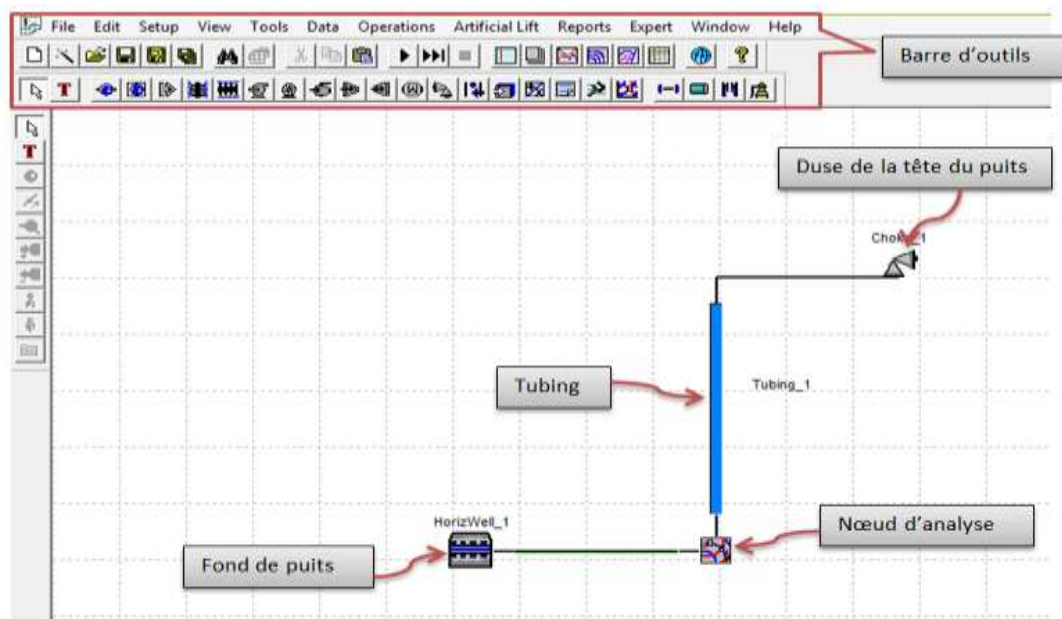 File Edit Setup View Tools Data Operations Artificial Lift Reports Expert Window Help
Barre d'outils
T
T
Duse de la tête du puits
Tubing
Tubing_1
HorizWell_1
Nœud d'analyse
Fond de puits